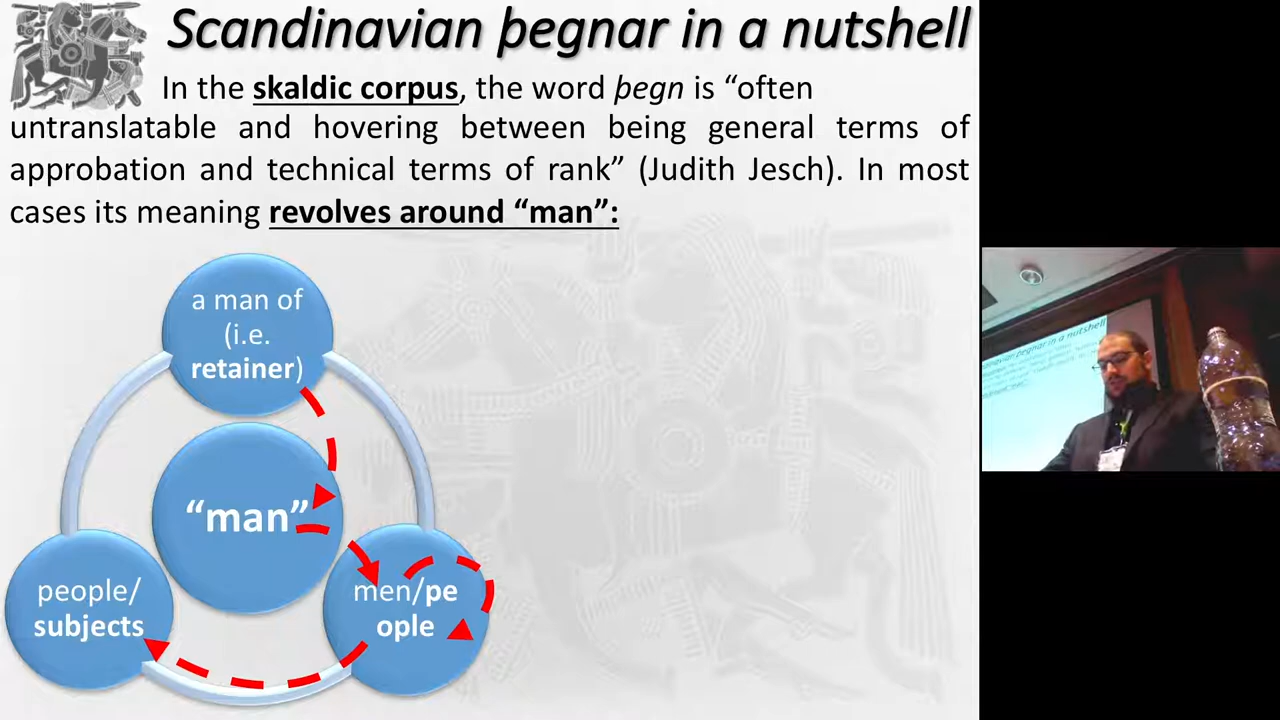 Scandinavian þegnar in a nutshell
In the skaldic corpus, the word þegn is “often
untranslatable and hovering between being general terms of
approbation and technical terms of rank” (Judith Jesch). In most
cases its meaning revolves around “man”:
a man of
(i.e.
retainer)
“man”
people/
subjects
men/pe
ople